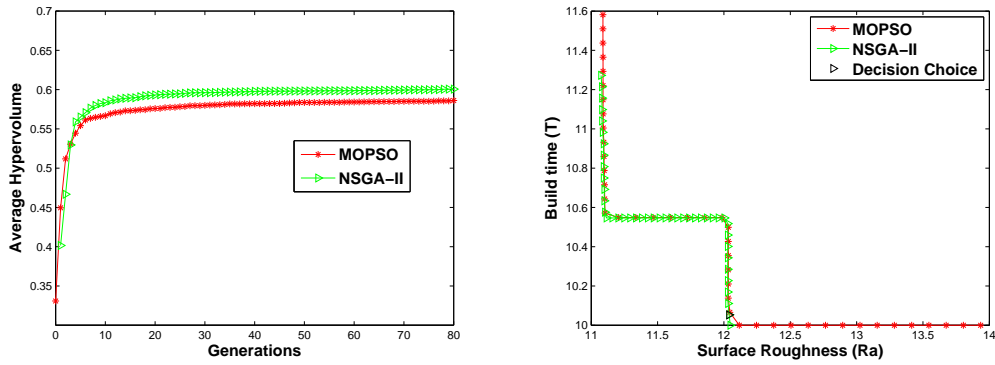 0.7
0.65
0.6
0.55
0.5
0.45
0.4
0.35
0 10 20 30 40 50 60 70 80
Generations
Average Hypervolume
MOPSO
NSGA-II
11.6
11.4
11.2
11
10.8
10.6
10.4
10.2
10
11 11.5 12 12.5 13 13.5 14
Surface Roughness (Ra)
Build time (T)
MOPSO
NSGA-II
Decision Choice